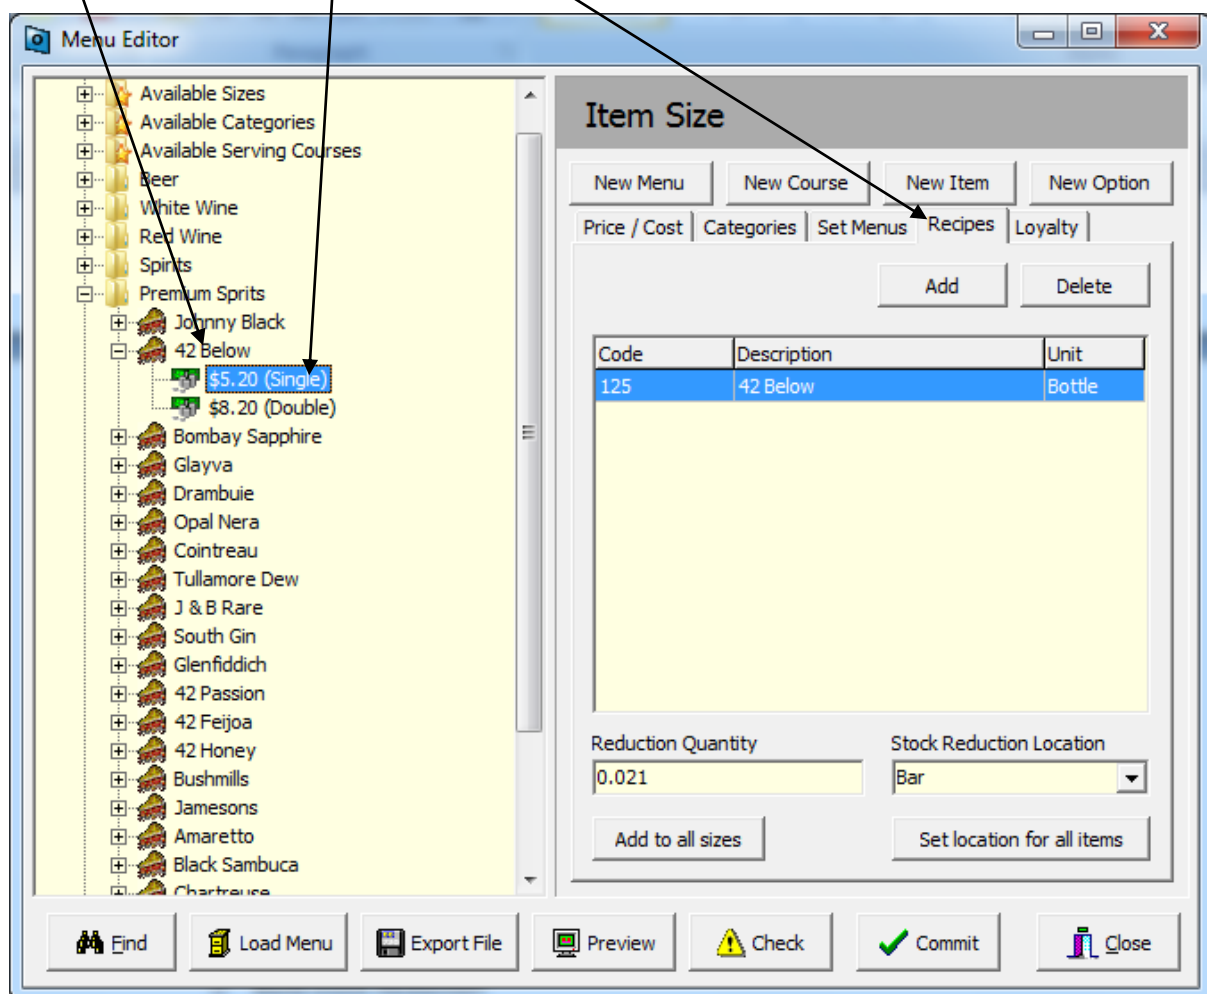 Menu Editor
Available Sizes
Available Categories
Available Serving Courses
Beer
White Wine
Red Wine
Spirits
Premium Sprits
Johnny Black
42 Below
$5.20 (Single)
$8.20 (Double)
Bombay Sapphire
Glayva
Drambuie
Opal Nera
Cointreau
Tullamore Dew
J & B Rare
South Gin
Glenfiddich
42 Passion
42 Feijoa
42 Honey
Bushmills
Jamesons
Amaretto
Black Sambuca
Chartreuse
Item Size
New Menu New Course New Item New Option
Price / Cost Categories Set Menus Recipes Loyalty
Add Delete
Code Description Unit
125 42 Below Bottle
Reduction Quantity Stock Reduction Location
0.021 Bar
Add to all sizes Set location for all items
Find Load Menu Export File Preview Check Commit Close